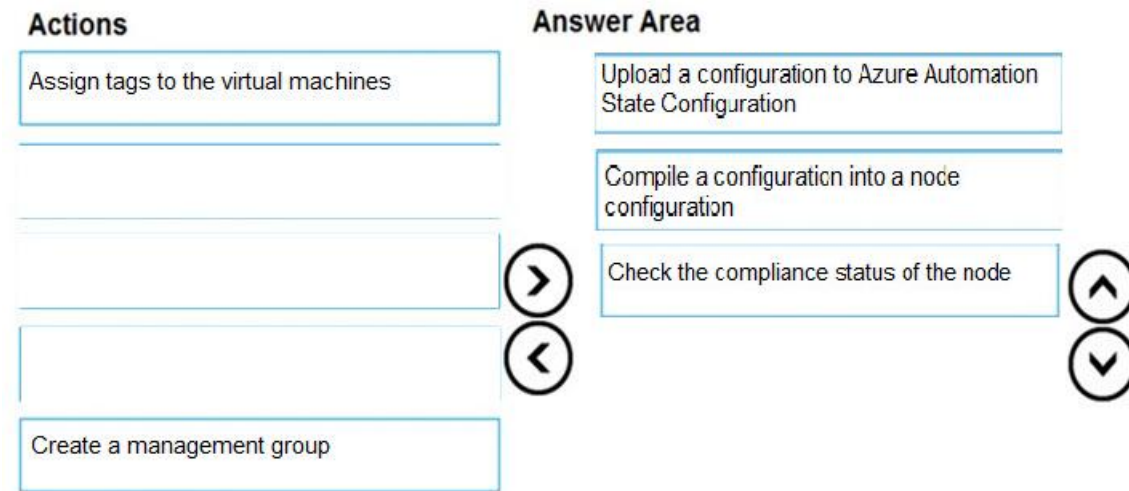 Actions
Answer Area
Assign tags to the virtual machines
Upload a configuration to Azure Automation
State Configuration
Compile a configuration into a node
configuration
Check the compliance status of the node
Create a management group